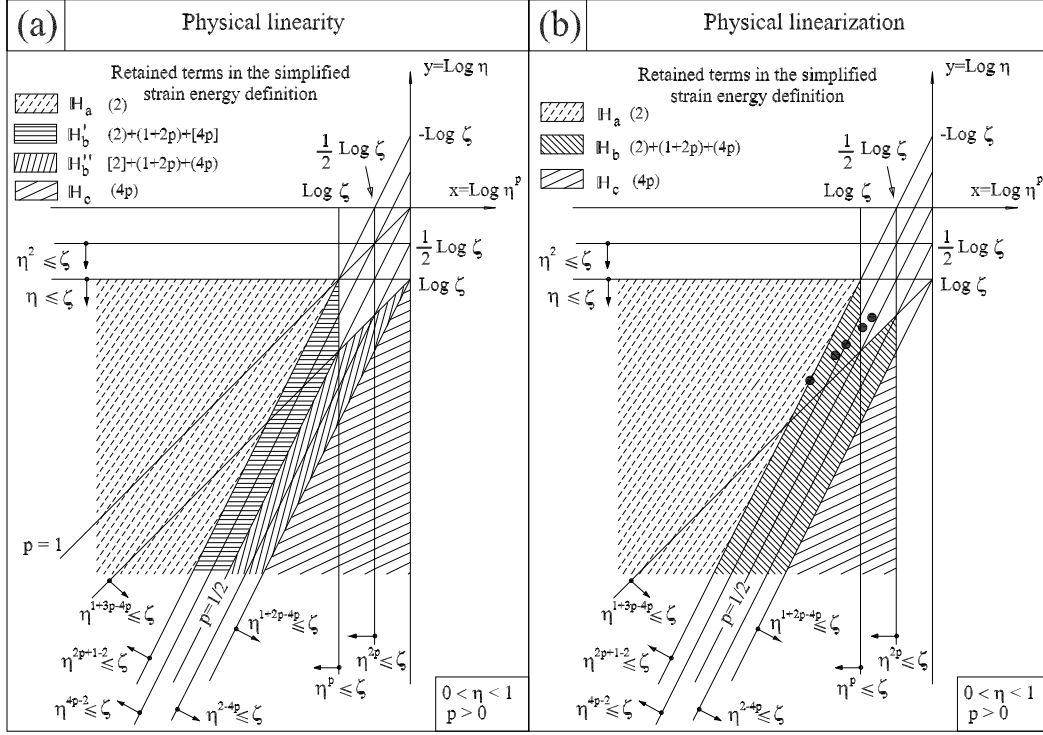 (a) Physical linearity
y=Log η
Retained terms in the simplified
strain energy definition
ℍa (2)
ℍ'b (2)+(1+2p)+[4p]
ℍ''b [2]+(1+2p)+(4p)
ℍc (4p)
-Log ζ
1/2 Log ζ
Log ζ
x=Log η^p
1/2 Log ζ
η^2 ≤ ζ
Log ζ
η ≤ ζ
p = 1
p=1/2
η^1+3p-4p ≤ ζ
η^1+2p-4p ≤ ζ
η^2p+1-2 ≤ ζ
η^2p ≤ ζ
η^p ≤ ζ
η^4p-2 ≤ ζ
η^2-4p ≤ ζ
0 < η < 1
p > 0
(b) Physical linearization
y=Log η
Retained terms in the simplified
strain energy definition
ℍa (2)
ℍb (2)+(1+2p)+(4p)
ℍc (4p)
-Log ζ
1/2 Log ζ
Log ζ
x=Log η^p
1/2 Log ζ
η^2 ≤ ζ
Log ζ
η ≤ ζ
p=1/2
η^1+3p-4p ≤ ζ
η^1+2p-4p ≤ ζ
η^2p+1-2 ≤ ζ
η^2p ≤ ζ
η^p ≤ ζ
η^4p-2 ≤ ζ
η^2-4p ≤ ζ
0 < η < 1
p > 0